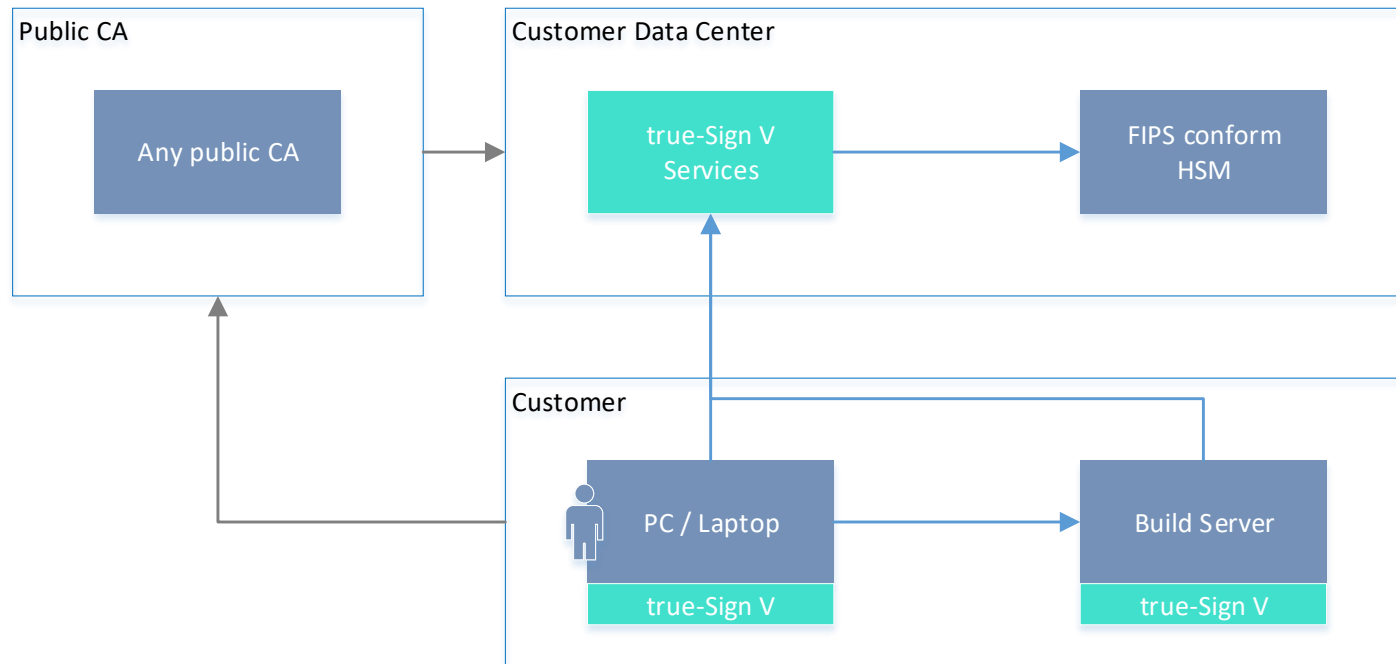 Public CA
Customer Data Center
Any public CA
true-Sign V
Services
FIPS conform
HSM
Customer
PC / Laptop
Build Server
true-Sign V
true-Sign V